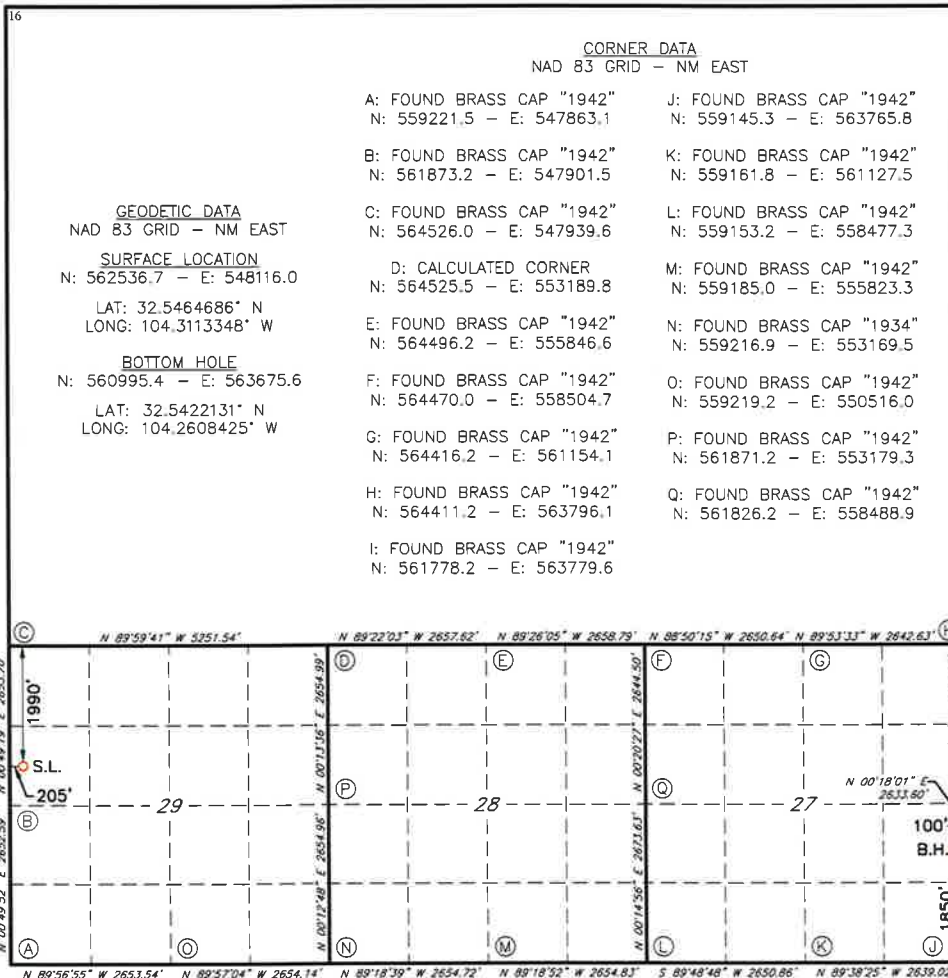 16
CORNER DATA
NAD 83 GRID - NM EAST
A: FOUND BRASS CAP "1942"
N: 559221.5 - E: 547863.1
B: FOUND BRASS CAP "1942"
N: 561873.2 - E: 547901.5
C: FOUND BRASS CAP "1942"
N: 564526.0 - E: 547939.6
D: CALCULATED CORNER
N: 564525.5 - E: 553189.8
E: FOUND BRASS CAP "1942"
N: 564496.2 - E: 555846.6
F: FOUND BRASS CAP "1942"
N: 564470.0 - E: 558504.7
G: FOUND BRASS CAP "1942"
N: 564416.2 - E: 561154.1
H: FOUND BRASS CAP "1942"
N: 564411.2 - E: 563796.1
I: FOUND BRASS CAP "1942"
N: 561778.2 - E: 563779.6
J: FOUND BRASS CAP "1942"
N: 559145.3 - E: 563765.8
K: FOUND BRASS CAP "1942"
N: 559161.8 - E: 561127.5
L: FOUND BRASS CAP "1942"
N: 559153.2 - E: 558477.3
M: FOUND BRASS CAP "1942"
N: 559185.0 - E: 555823.3
N: FOUND BRASS CAP "1934"
N: 559216.9 - E: 553169.5
O: FOUND BRASS CAP "1942"
N: 559219.2 - E: 550516.0
P: FOUND BRASS CAP "1942"
N: 561871.2 - E: 553179.3
Q: FOUND BRASS CAP "1942"
N: 561826.2 - E: 558488.9
GEODETIC DATA
NAD 83 GRID - NM EAST
SURFACE LOCATION
N: 562536.7 - E: 548116.0
LAT: 32.5464686° N
LONG: 104.3113348° W
BOTTOM HOLE
N: 560995.4 - E: 563675.6
LAT: 32.5422131° N
LONG: 104.2608425° W
C
N 89°59'41" W 5251.54'
N 89°22'03" W 2657.62'
N 89°26'05" W 2658.79'
N 88°50'15" W 2650.64'
N 89°53'33" W 2642.63'
D
E
F
G
N 00°49'19" E 2653.70'
1990'
N 00°13'36" E 2654.99'
N 00°20'27" E 2644.50'
S.L.
205'
N 00°18'01" E
2633.60'
B
29
P
28
Q
27
100'
B.H.
N 00°49'52" E 2652.59'
N 00°12'48" E 2654.96'
N 00°14'56" E 2673.63'
1850'
A
O
N
M
L
K
J
N 89°56'55" W 2653.54'
N 89°57'04" W 2654.14'
N 89°18'39" W 2654.72'
N 89°18'52" W 2654.83'
S 89°48'48" W 2650.86'
N 89°38'25" W